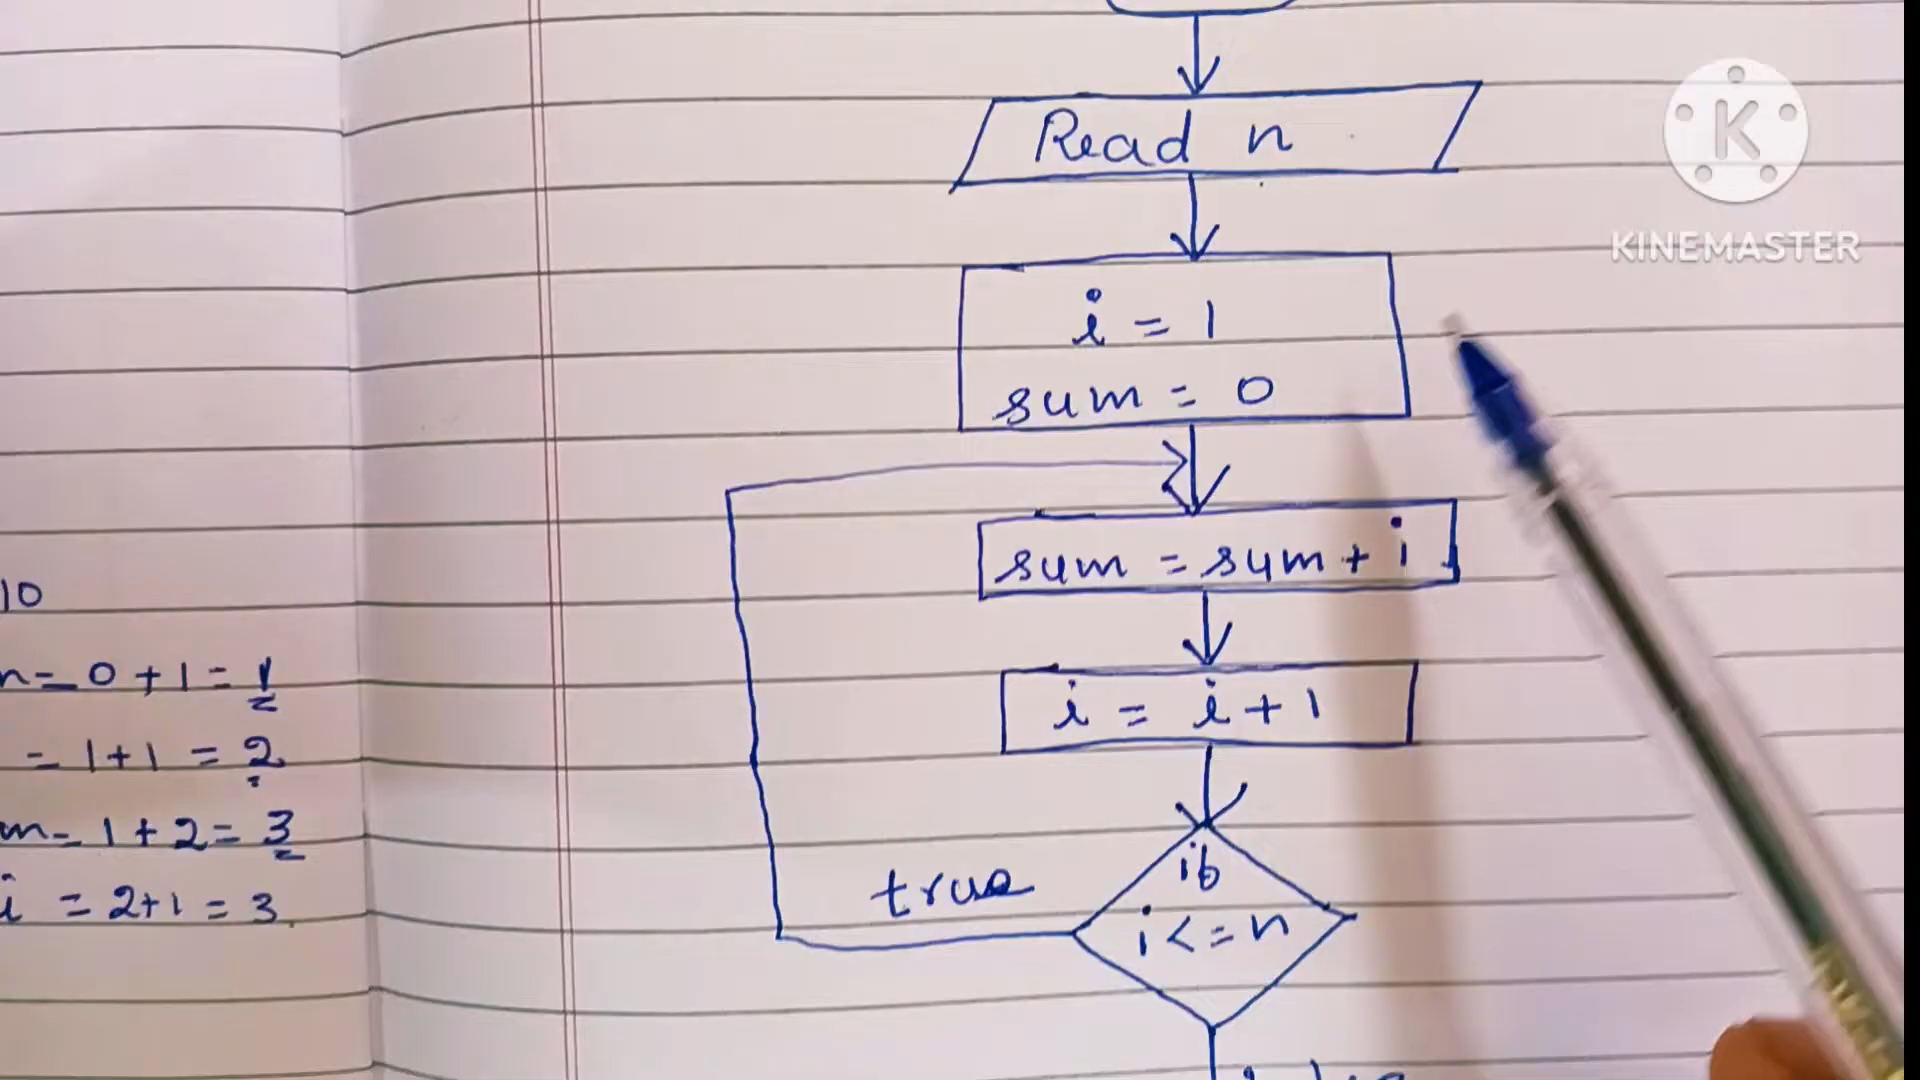 Read n
i = 1
sum = 0
sum = sum + i
i = i + 1
if
i <= n
true
10
= 0 + 1 = 1
= 1 + 1 = 2
m = 1 + 2 = 3
i = 2 + 1 = 3
K
KINEMASTER